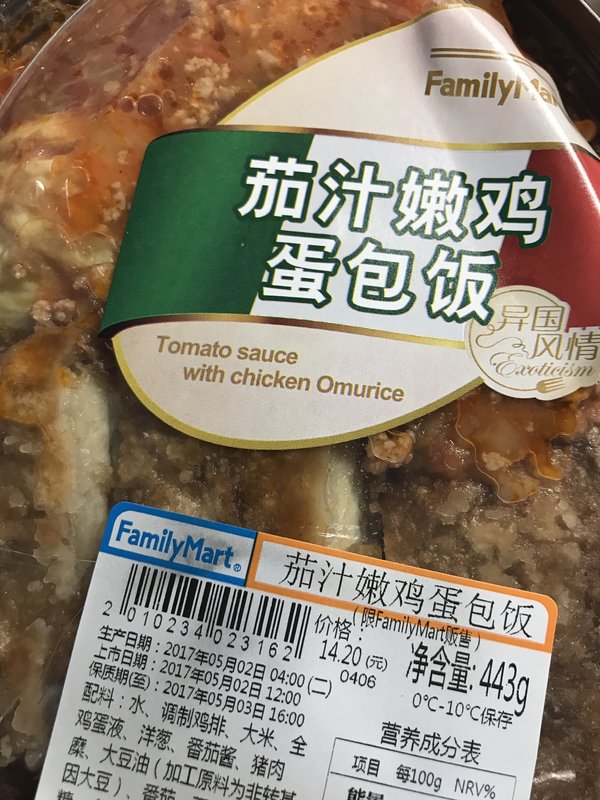 FamilyMart
茄汁嫩鸡
蛋包饭
异国
风情
Exoticism
Tomato sauce
with chicken Omurice
FamilyMart®
茄汁嫩鸡蛋包饭
(限FamilyMart贩售)
2 010234 023162
价格:
14.20 (元)
0406
净含量: 443g
0°C-10°C保存
生产日期:2017年05月02日 04:00 (二)
上市日期:2017年05月02日 12:00
保质期(至):2017年05月03日 16:00
配料:水、调制鸡排、大米、全
鸡蛋液、洋葱、番茄酱、猪肉
糜、大豆油(加工原料为非转基
因大豆)、番茄、
糖、
营养成分表
项目 每100g NRV%
能量